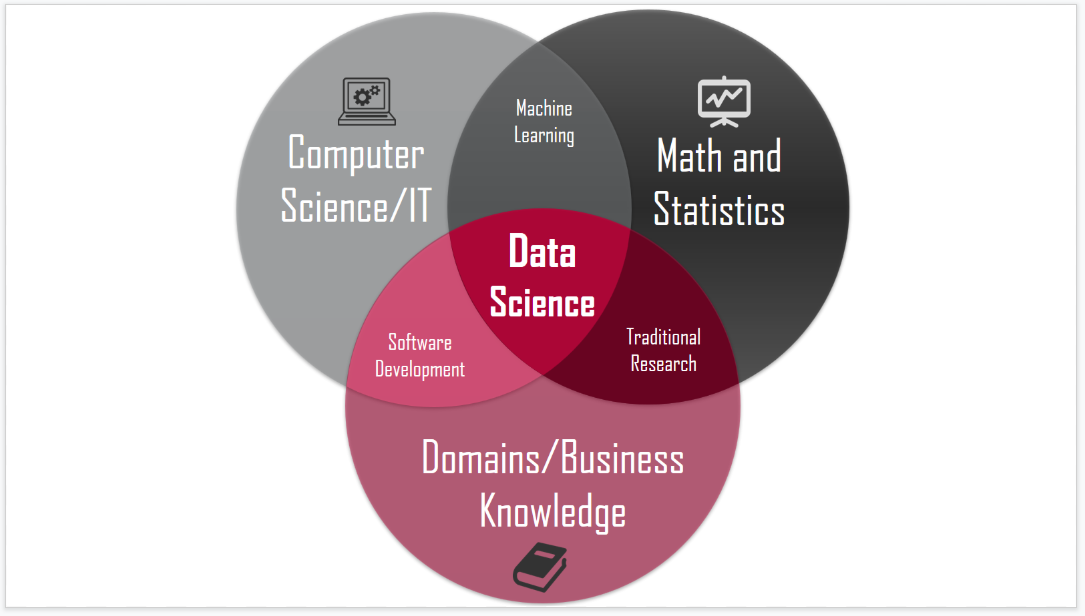 Machine
Learning
Computer
Science/IT
Math and
Statistics
Data
Science
Software
Development
Traditional
Research
Domains/Business
Knowledge